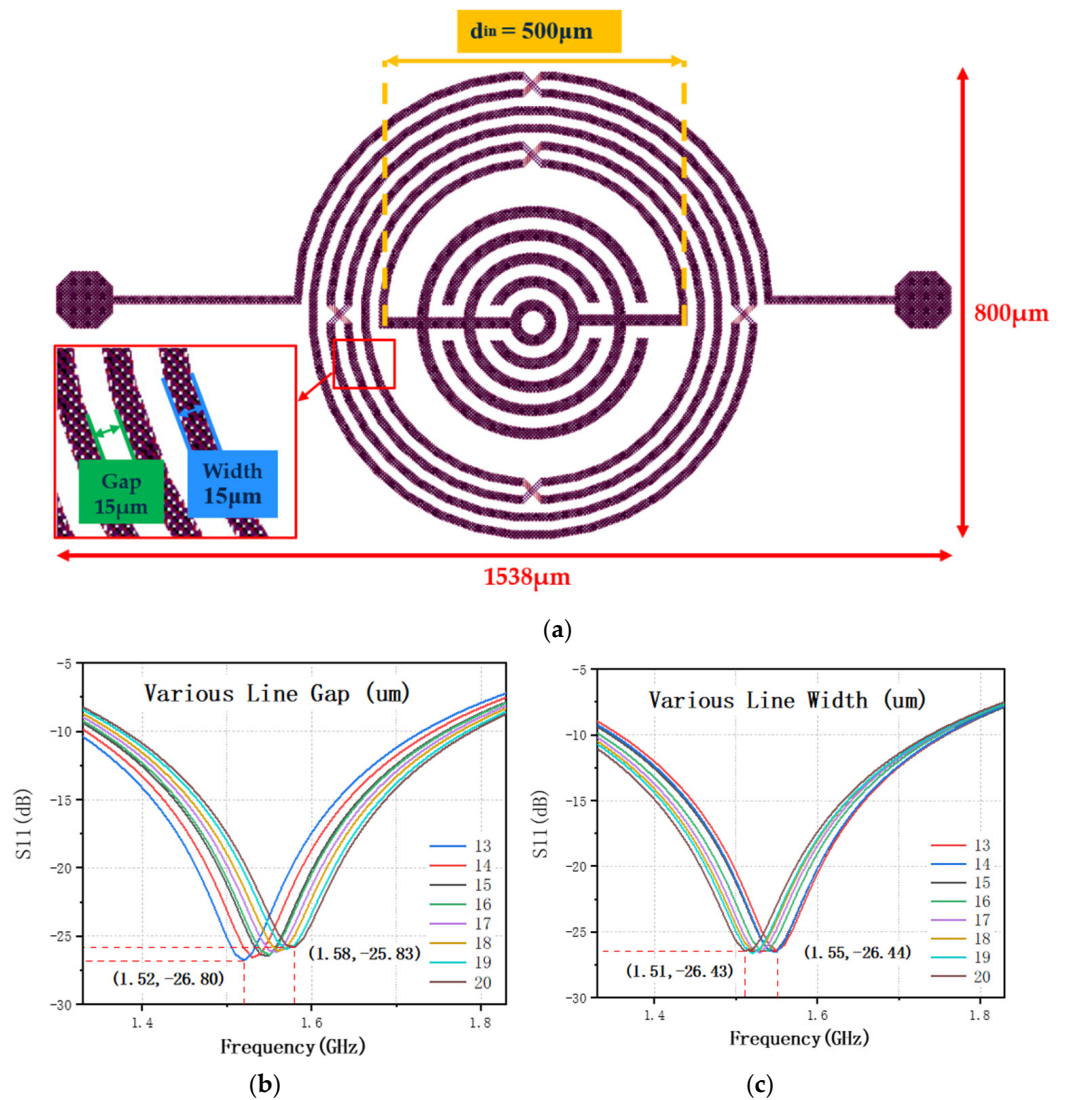 din = 500μm
800μm
Gap
15μm
Width
15μm
1538μm
(a)
Various Line Gap (um)
-5
-10
-15
-20
-25
-30
S11(dB)
13
14
15
16
17
18
19
20
(1.52,-26.80)
(1.58,-25.83)
1.4
1.6
1.8
Frequency(GHz)
(b)
Various Line Width (um)
-5
-10
-15
-20
-25
-30
S11(dB)
13
14
15
16
17
18
19
20
(1.51,-26.43)
(1.55,-26.44)
1.4
1.6
1.8
Frequency(GHz)
(c)